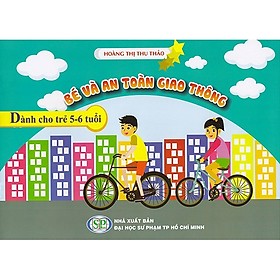 HOÀNG THỊ THU THẢO
BÉ VÀ AN TOÀN GIAO THÔNG
Dành cho trẻ 5-6 tuổi
NHÀ XUẤT BẢN
ĐẠI HỌC SƯ PHẠM TP HỒ CHÍ MINH